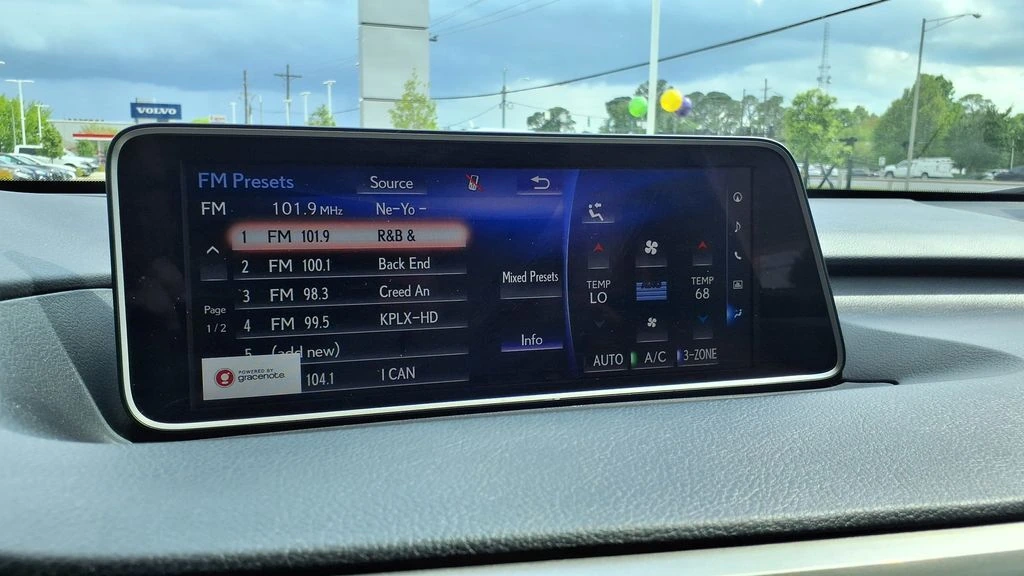 VOLVO
FM Presets Source
FM 101.9 MHz Ne-Yo -
1 FM 101.9 R&B &
2 FM 100.1 Back End
3 FM 98.3 Creed An
4 FM 99.5 KPLX-HD
5 (add new)
104.1 I CAN
Page
1/2
POWERED BY
gracenote
Mixed Presets
Info
TEMP
LO
TEMP
68
AUTO A/C 3-ZONE